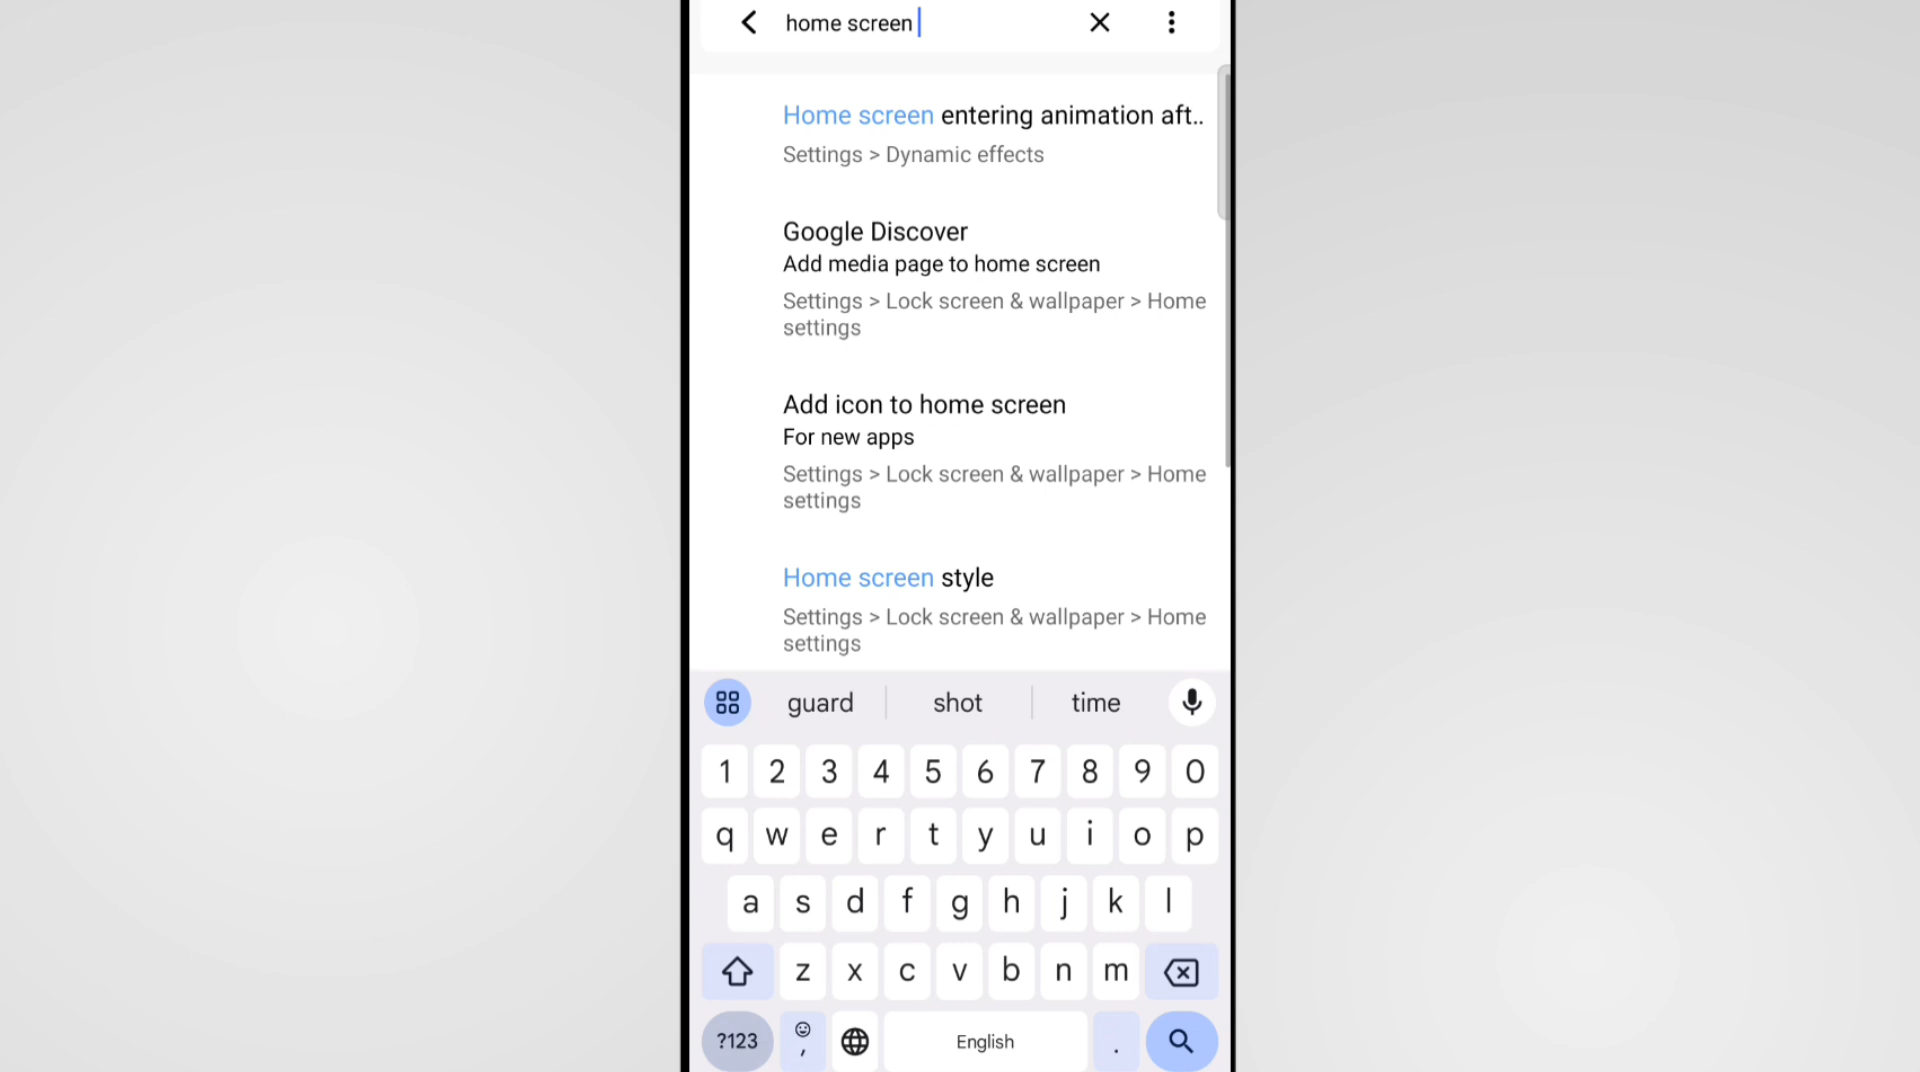 home screen
Home screen entering animation aft..
Settings > Dynamic effects
Google Discover
Add media page to home screen
Settings > Lock screen & wallpaper > Home
settings
Add icon to home screen
For new apps
Settings > Lock screen & wallpaper > Home
settings
Home screen style
Settings > Lock screen & wallpaper > Home
settings
guard shot time
1 2 3 4 5 6 7 8 9 0
q w e r t y u i o p
a s d f g h j k l
z x c v b n m
?123 , English .